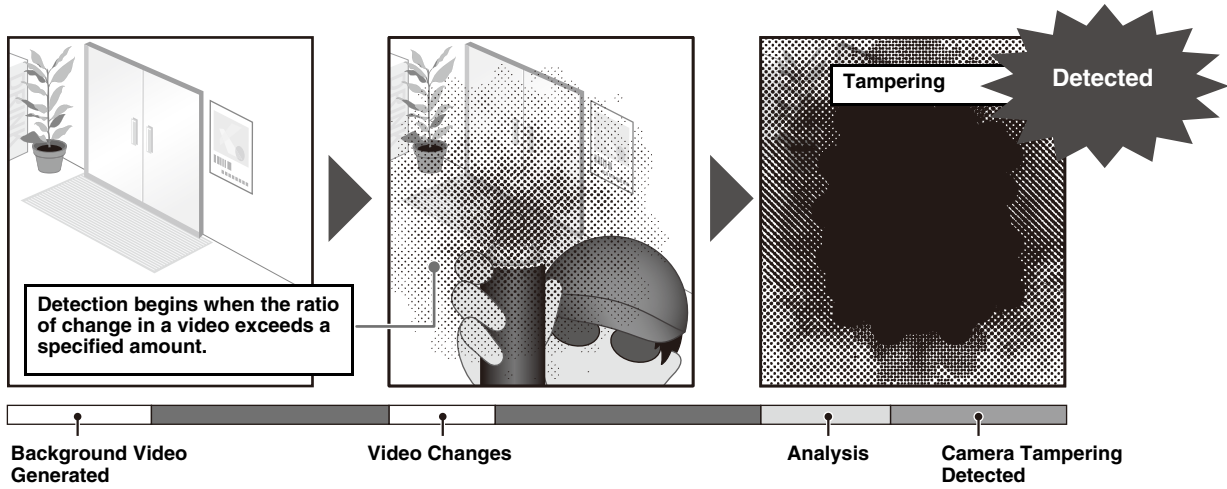 Tampering
Detected
Detection begins when the ratio
of change in a video exceeds a
specified amount.
Background Video
Generated
Video Changes
Analysis
Camera Tampering
Detected